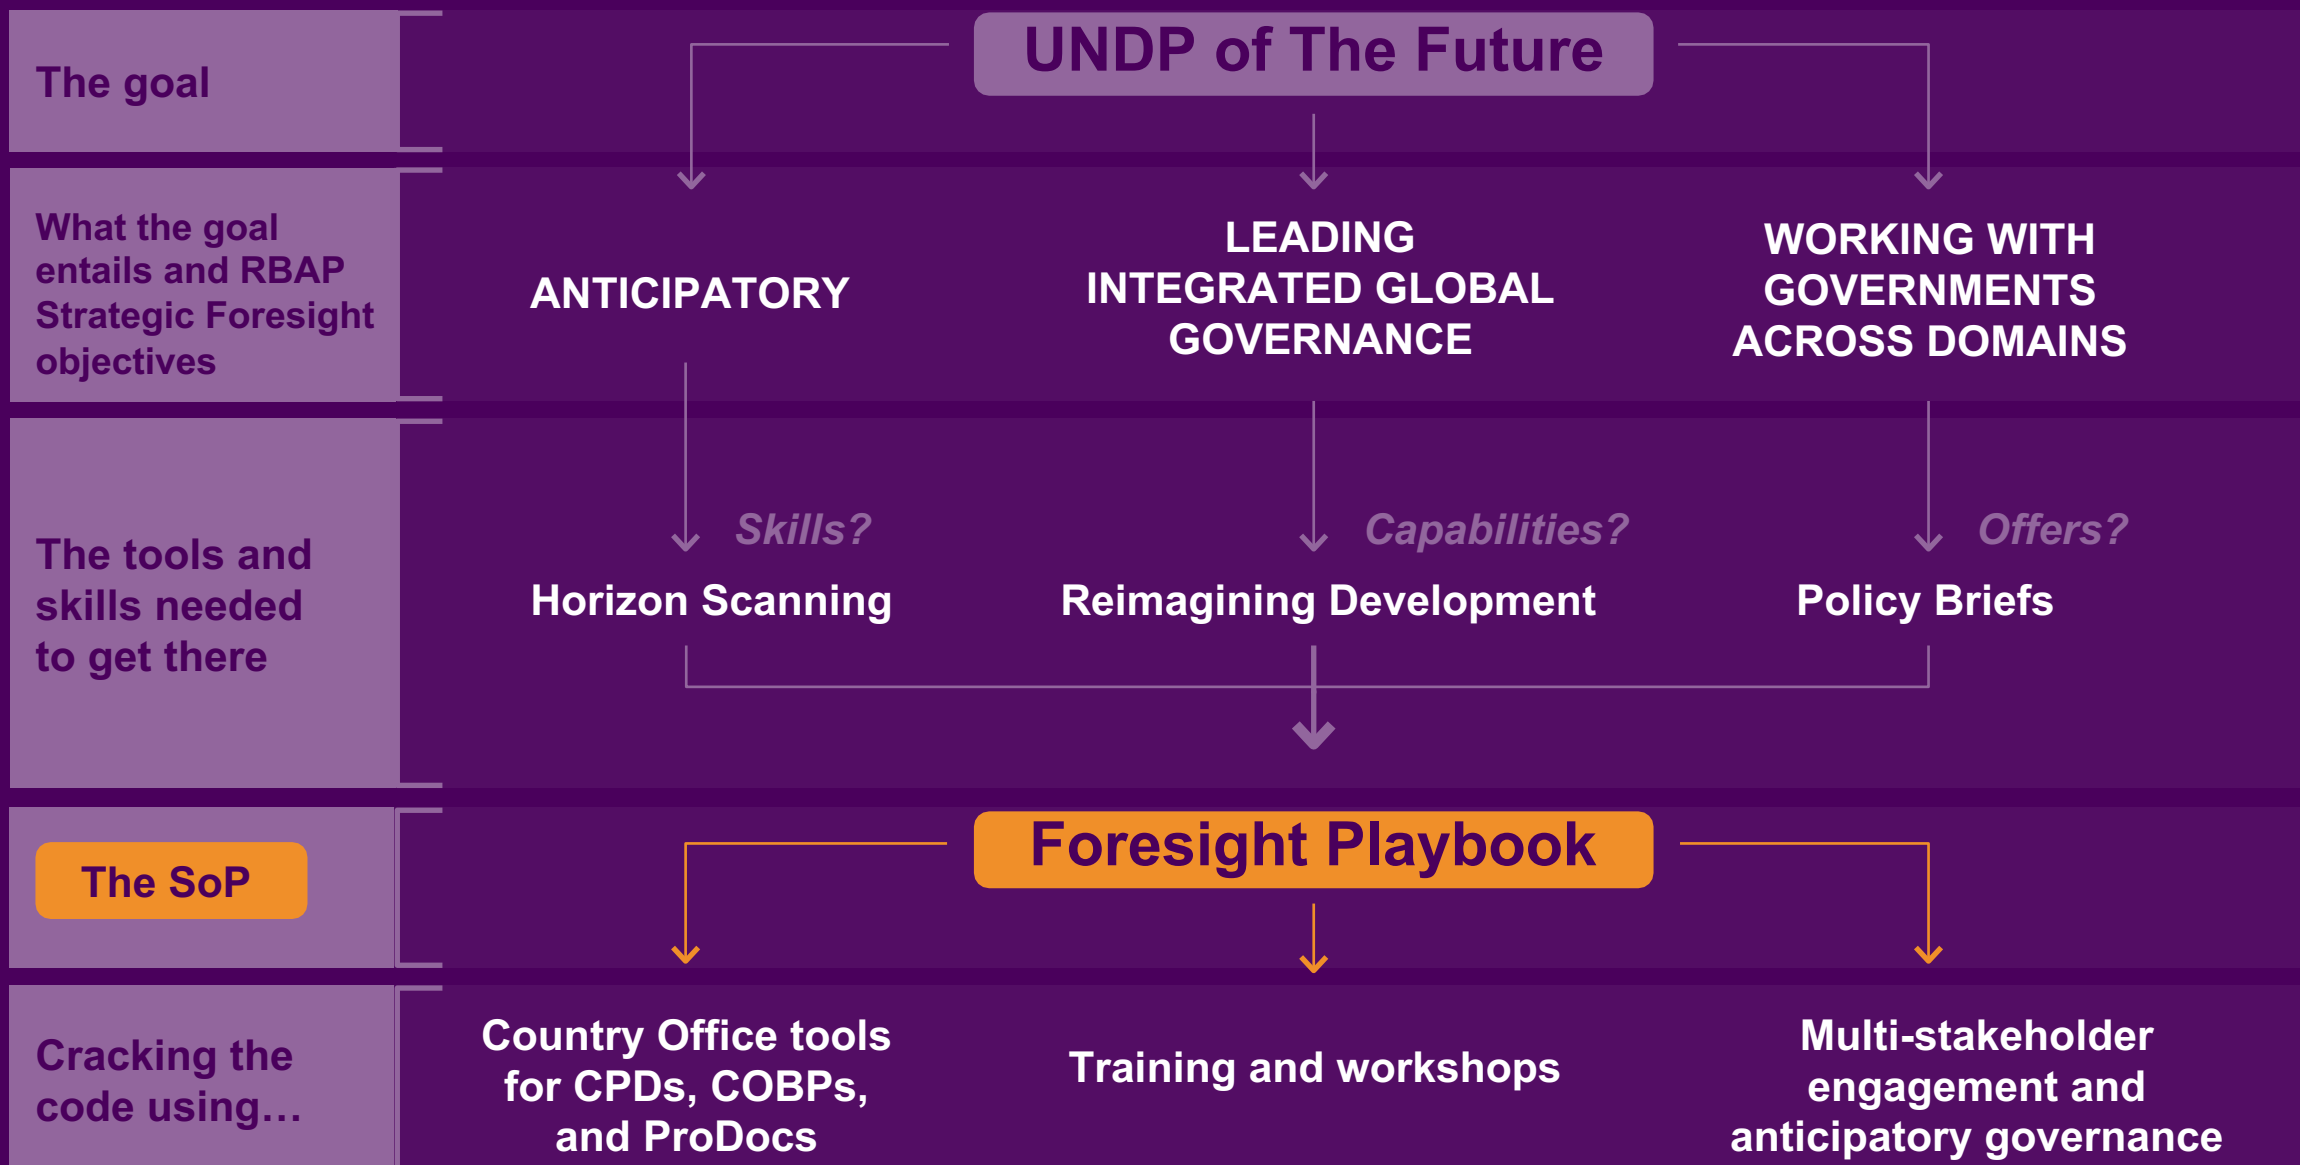 The goal
UNDP of The Future
What the goal
entails and RBAP
Strategic Foresight
objectives
ANTICIPATORY
LEADING
INTEGRATED GLOBAL
GOVERNANCE
WORKING WITH
GOVERNMENTS
ACROSS DOMAINS
The tools and
skills needed
to get there
Skills?
Horizon Scanning
Capabilities?
Reimagining Development
Offers?
Policy Briefs
The SoP
Foresight Playbook
Cracking the
code using…
Country Office tools
for CPDs, COBPs,
and ProDocs
Training and workshops
Multi-stakeholder
engagement and
anticipatory governance